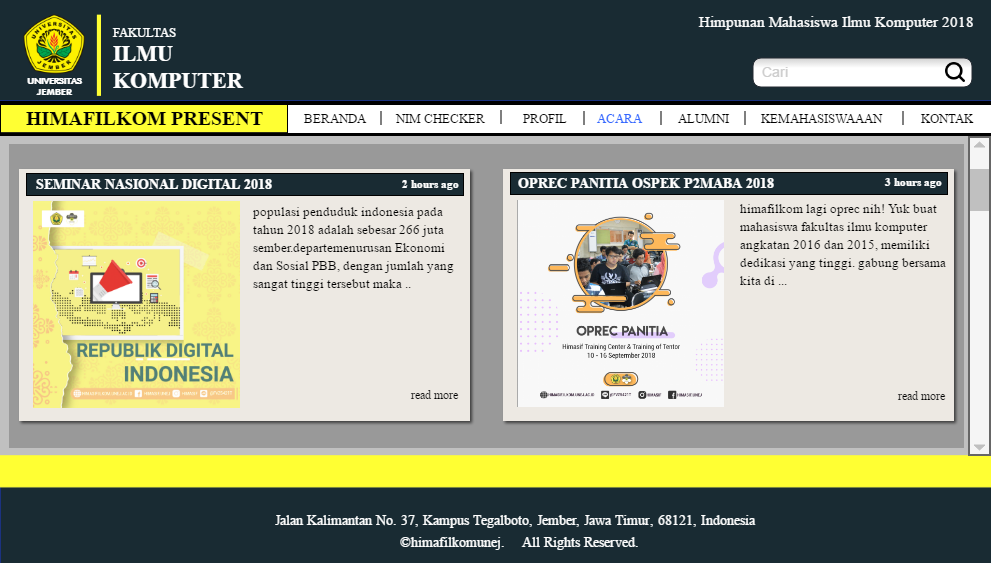 UNIVERSITAS
JEMBER
FAKULTAS
ILMU
KOMPUTER
Himpunan Mahasiswa Ilmu Komputer 2018
Cari
HIMAFILKOM PRESENT
BERANDA | NIM CHECKER | PROFIL | ACARA | ALUMNI | KEMAHASISWAAAN | KONTAK
SEMINAR NASIONAL DIGITAL 2018
2 hours ago
populasi penduduk indonesia pada
tahun 2018 adalah sebesar 266 juta
sember.departemenurusan Ekonomi
dan Sosial PBB, dengan jumlah yang
sangat tinggi tersebut maka ..
REPUBLIK DIGITAL
INDONESIA
read more
OPREC PANITIA OSPEK P2MABA 2018
3 hours ago
himafilkom lagi oprec nih! Yuk buat
mahasiswa fakultas ilmu komputer
angkatan 2016 dan 2015, memiliki
dedikasi yang tinggi. gabung bersama
kita di ...
OPREC PANITIA
Himasif Training Center & Training of Tentor
10 - 16 September 2018
read more
Jalan Kalimantan No. 37, Kampus Tegalboto, Jember, Jawa Timur, 68121, Indonesia
©himafilkomunej. All Rights Reserved.